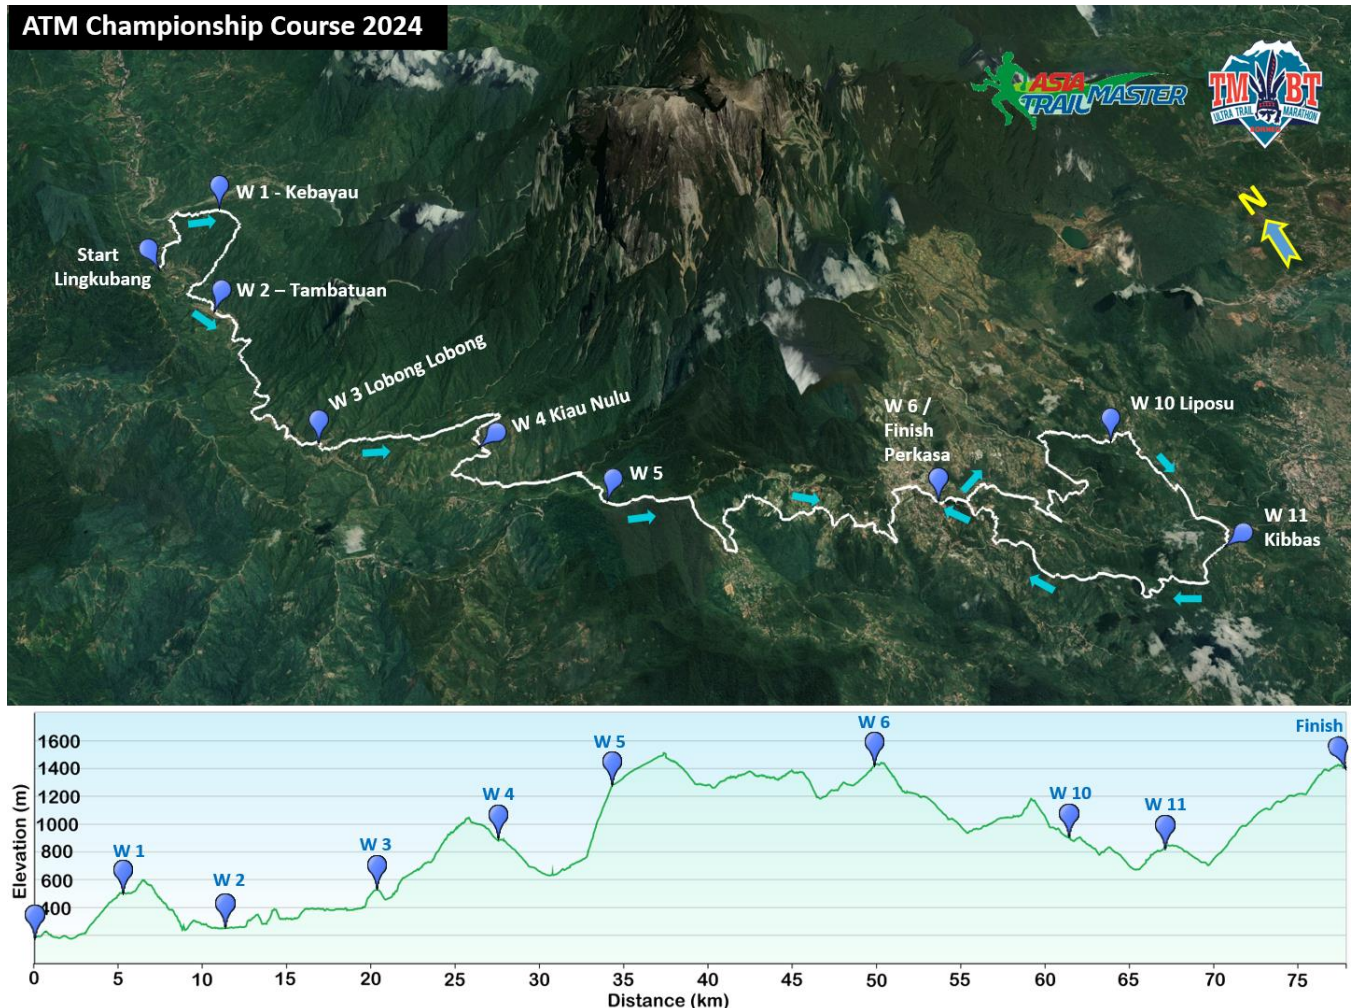 ATM Championship Course 2024
ASIA
TRAILMASTER
TMBT
ULTRA TRAIL MARATHON
BORNEO
N
W 1 - Kebayau
Start
Lingkubang
W 2 – Tambatuan
W 3 Lobong Lobong
W 4 Kiau Nulu
W 5
W 6 /
Finish
Perkasa
W 10 Liposu
W 11
Kibbas
Elevation (m)
1600
1400
1200
1000
800
600
400
W 1
W 2
W 3
W 4
W 5
W 6
W 10
W 11
Finish
0 5 10 15 20 25 30 35 40 45 50 55 60 65 70 75
Distance (km)